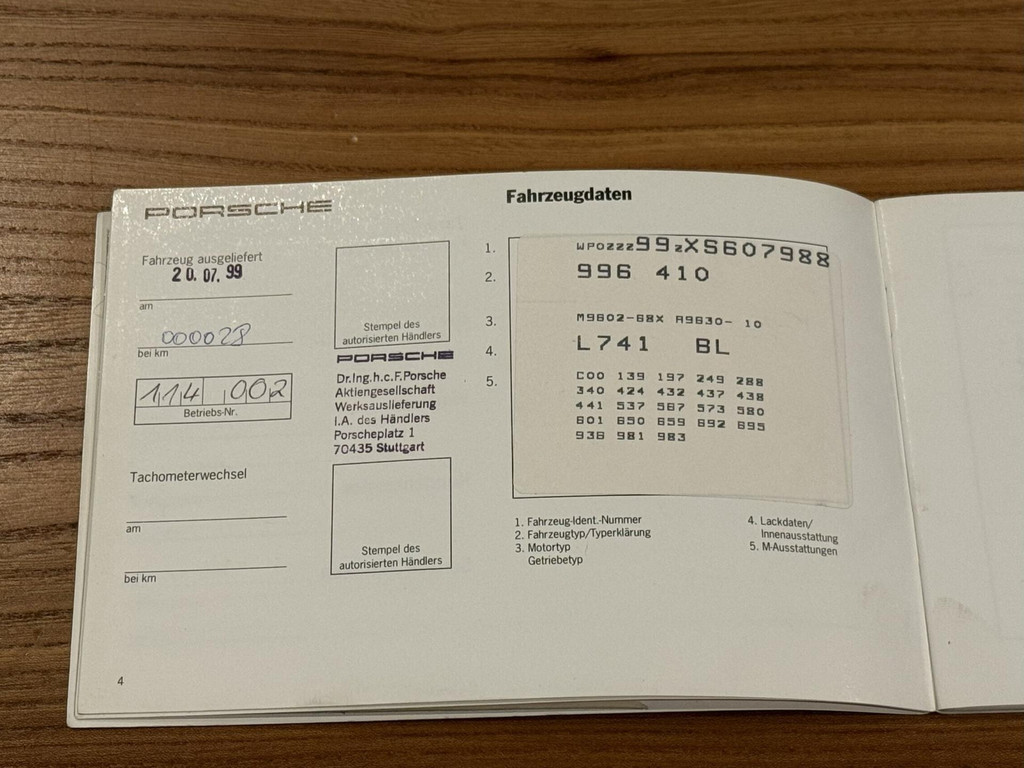 PORSCHE
Fahrzeug ausgeliefert
20.07.99
am
000028
bei km
114 002
Betriebs-Nr.
Tachometerwechsel
am
bei km
4
Stempel des
autorisierten Händlers
PORSCHE
Dr.Ing.h.c.F.Porsche
Aktiengesellschaft
Werksauslieferung
I.A. des Händlers
Porscheplatz 1
70435 Stuttgart
Stempel des
autorisierten Händlers
Fahrzeugdaten
1. WPOZZZ99ZXS607988
2. 996 410
3. M9602-68X A9630- 10
4. L741 BL
5. C00 139 197 249 288
340 424 432 437 438
441 537 567 573 580
601 650 659 692 695
936 981 983
1. Fahrzeug-Ident.-Nummer
2. Fahrzeugtyp/Typerklärung
3. Motortyp
Getriebetyp
4. Lackdaten/
Innenausstattung
5. M-Ausstattungen